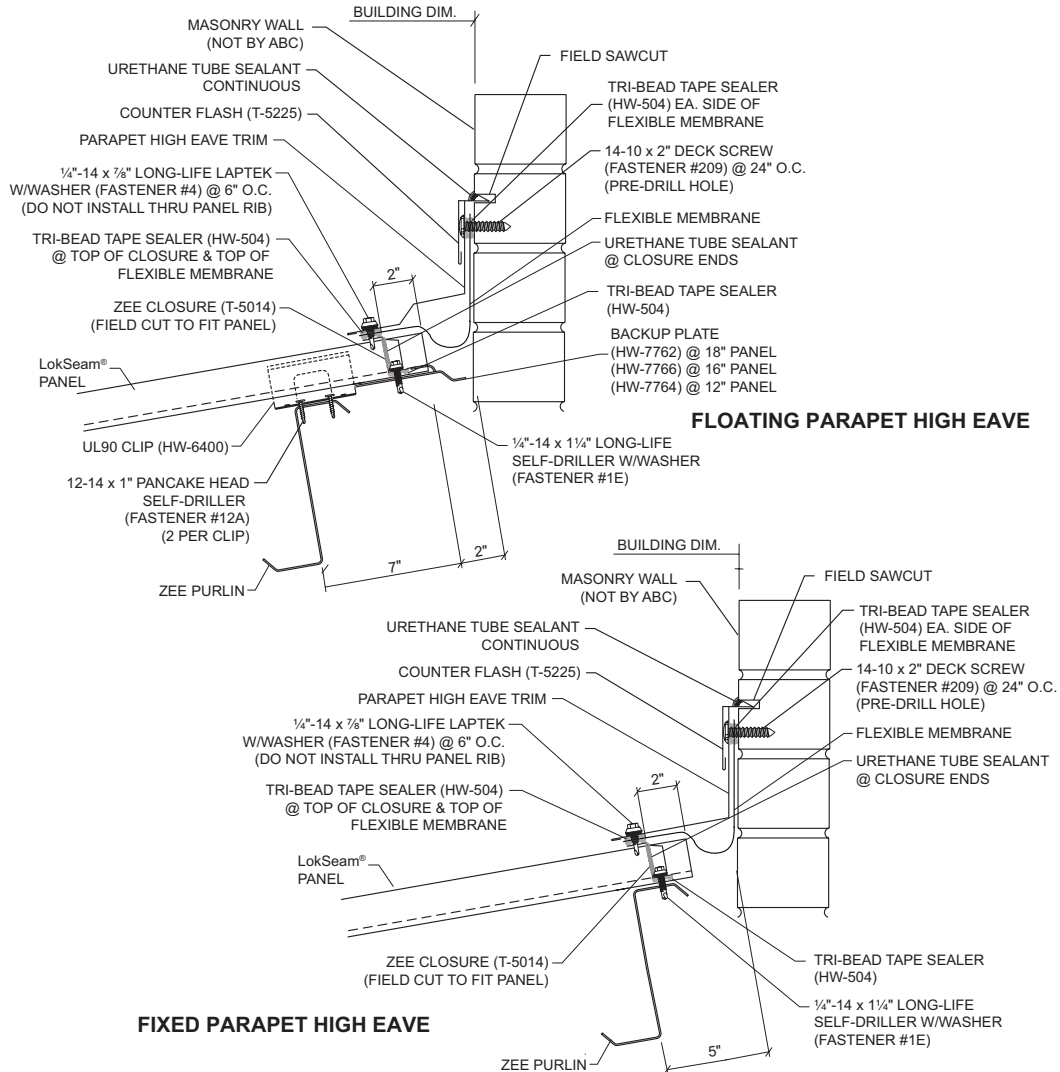 BUILDING DIM.
MASONRY WALL
(NOT BY ABC)
URETHANE TUBE SEALANT
CONTINUOUS
COUNTER FLASH (T-5225)
PARAPET HIGH EAVE TRIM
¼"-14 x ⅞" LONG-LIFE LAPTEK
W/WASHER (FASTENER #4) @ 6" O.C.
(DO NOT INSTALL THRU PANEL RIB)
TRI-BEAD TAPE SEALER (HW-504)
@ TOP OF CLOSURE & TOP OF
FLEXIBLE MEMBRANE
ZEE CLOSURE (T-5014)
(FIELD CUT TO FIT PANEL)
LokSeam®
PANEL
UL90 CLIP (HW-6400)
12-14 x 1" PANCAKE HEAD
SELF-DRILLER
(FASTENER #12A)
(2 PER CLIP)
ZEE PURLIN
2"
7"
2"
FIELD SAWCUT
TRI-BEAD TAPE SEALER
(HW-504) EA. SIDE OF
FLEXIBLE MEMBRANE
14-10 x 2" DECK SCREW
(FASTENER #209) @ 24" O.C.
(PRE-DRILL HOLE)
FLEXIBLE MEMBRANE
URETHANE TUBE SEALANT
@ CLOSURE ENDS
TRI-BEAD TAPE SEALER
(HW-504)
BACKUP PLATE
(HW-7762) @ 18" PANEL
(HW-7766) @ 16" PANEL
(HW-7764) @ 12" PANEL
FLOATING PARAPET HIGH EAVE
¼"-14 x 1¼" LONG-LIFE
SELF-DRILLER W/WASHER
(FASTENER #1E)
BUILDING DIM.
MASONRY WALL
(NOT BY ABC)
URETHANE TUBE SEALANT
CONTINUOUS
COUNTER FLASH (T-5225)
PARAPET HIGH EAVE TRIM
¼"-14 x ⅞" LONG-LIFE LAPTEK
W/WASHER (FASTENER #4) @ 6" O.C.
(DO NOT INSTALL THRU PANEL RIB)
TRI-BEAD TAPE SEALER (HW-504)
@ TOP OF CLOSURE & TOP OF
FLEXIBLE MEMBRANE
LokSeam®
PANEL
ZEE CLOSURE (T-5014)
(FIELD CUT TO FIT PANEL)
2"
5"
FIELD SAWCUT
TRI-BEAD TAPE SEALER
(HW-504) EA. SIDE OF
FLEXIBLE MEMBRANE
14-10 x 2" DECK SCREW
(FASTENER #209) @ 24" O.C.
(PRE-DRILL HOLE)
FLEXIBLE MEMBRANE
URETHANE TUBE SEALANT
@ CLOSURE ENDS
TRI-BEAD TAPE SEALER
(HW-504)
¼"-14 x 1¼" LONG-LIFE
SELF-DRILLER W/WASHER
(FASTENER #1E)
FIXED PARAPET HIGH EAVE
ZEE PURLIN